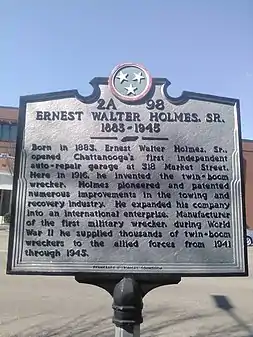 2A 98
ERNEST WALTER HOLMES, SR.
1883-1945
Born in 1883, Ernest Walter Holmes, Sr.,
opened Chattanooga's first independent
auto-repair garage at 318 Market Street.
Here in 1916, he invented the twin-boom
wrecker. Holmes pioneered and patented
numerous improvements in the towing and
recovery industry. He expanded his company
into an international enterprise. Manufacturer
of the first military wrecker, during World
War II he supplied thousands of twin-boom
wreckers to the allied forces from 1941
through 1945.